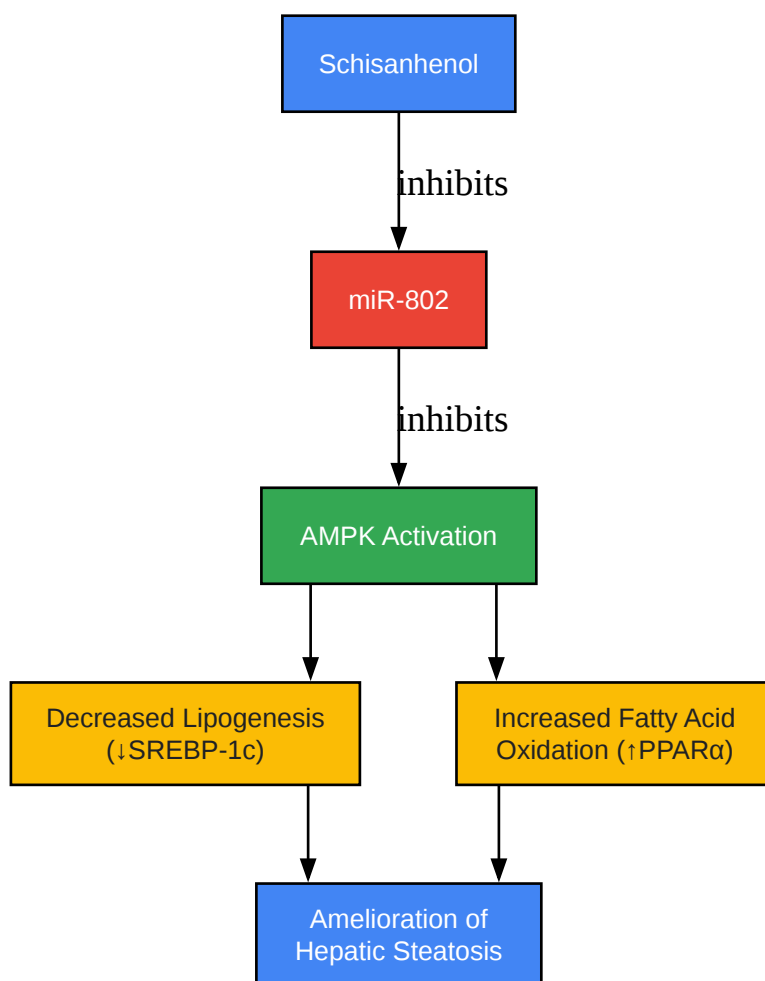 Schisanhenol
inhibits
miR-802
inhibits
AMPK Activation
Decreased Lipogenesis
(↓SREBP-1c)
Increased Fatty Acid
Oxidation (↑PPARα)
Amelioration of
Hepatic Steatosis